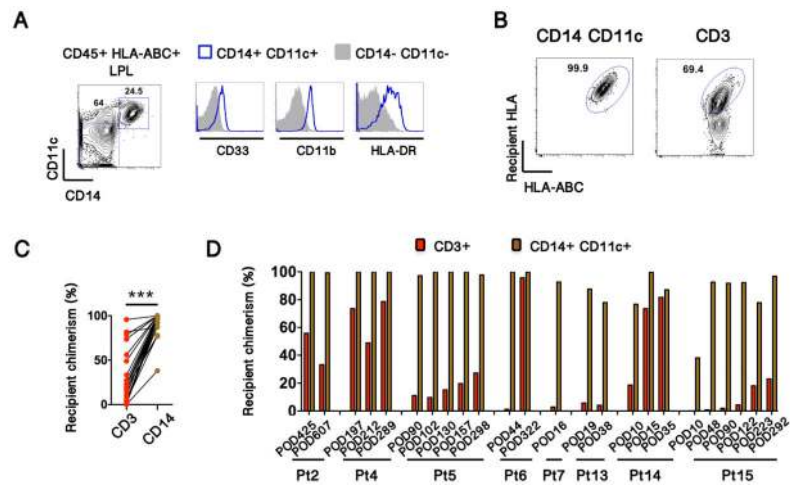 A
CD45+ HLA-ABC+
LPL
CD14+ CD11c+
CD14- CD11c-
64
24.5
CD11c
CD14
CD33
CD11b
HLA-DR
B
CD14 CD11c
CD3
99.9
69.4
Recipient HLA
HLA-ABC
C
***
Recipient chimerism (%)
100
50
0
CD3
CD14
D
CD3+
CD14+ CD11c+
Recipient chimerism (%)
100
80
60
40
20
0
POD425
POD607
POD197
POD212
POD289
POD90
POD102
POD130
POD157
POD298
POD44
POD322
POD16
POD19
POD38
POD10
POD15
POD35
POD10
POD48
POD90
POD122
POD223
POD292
Pt2
Pt4
Pt5
Pt6
Pt7
Pt13
Pt14
Pt15